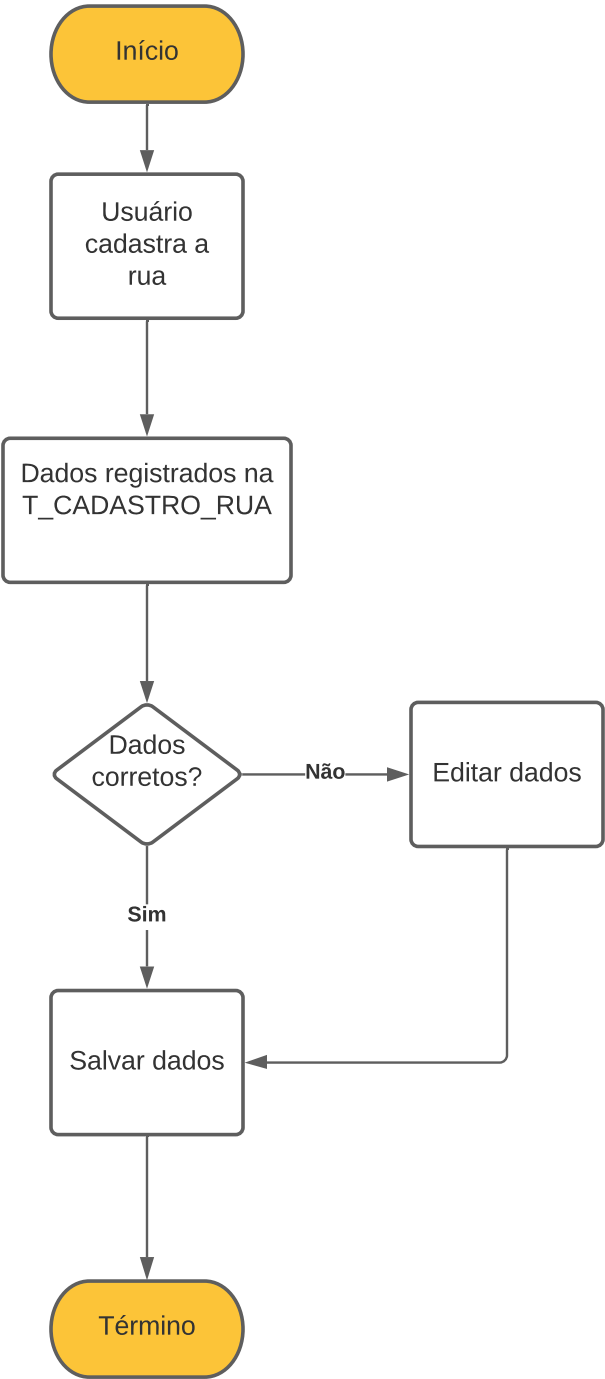 Início
Usuário
cadastra a
rua
Dados registrados na
T_CADASTRO_RUA
Dados
corretos?
Não
Editar dados
Sim
Salvar dados
Término